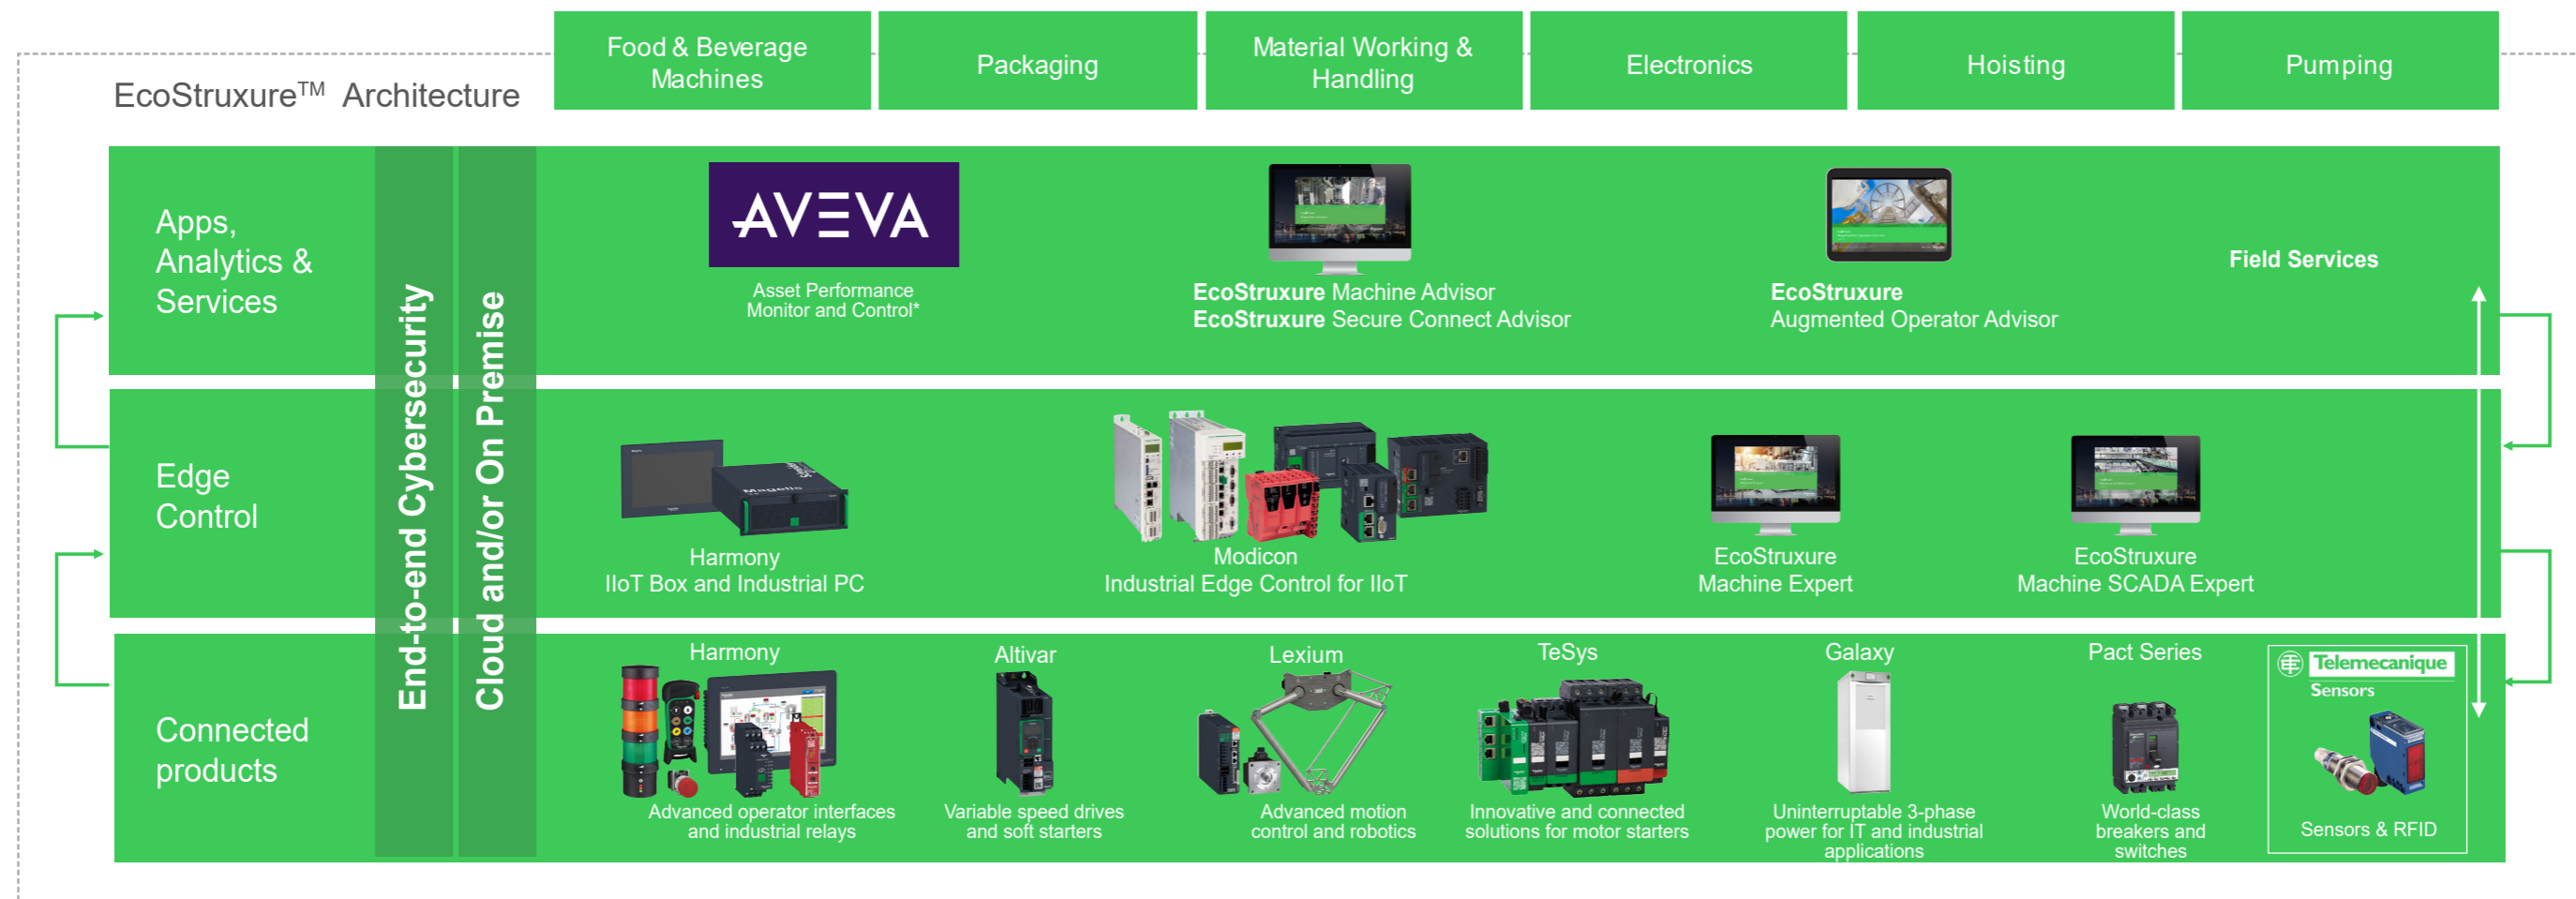 Food & Beverage
Machines
Packaging
Material Working &
Handling
Electronics
Hoisting
Pumping
EcoStruxure™ Architecture
Apps,
Analytics &
Services
AVEVA
Asset Performance
Monitor and Control*
EcoStruxure Machine Advisor
EcoStruxure Secure Connect Advisor
EcoStruxure
Augmented Operator Advisor
Field Services
End-to-end Cybersecurity
Cloud and/or On Premise
Edge
Control
Magelis
Harmony
IIoT Box and Industrial PC
Modicon
Industrial Edge Control for IIoT
EcoStruxure
Machine Expert
EcoStruxure
Machine SCADA Expert
Connected
products
Harmony
Advanced operator interfaces
and industrial relays
Altivar
Variable speed drives
and soft starters
Lexium
Advanced motion
control and robotics
TeSys
Innovative and connected
solutions for motor starters
Galaxy
Uninterruptable 3-phase
power for IT and industrial
applications
Pact Series
World-class
breakers and
switches
Telemecanique
Sensors
Sensors & RFID